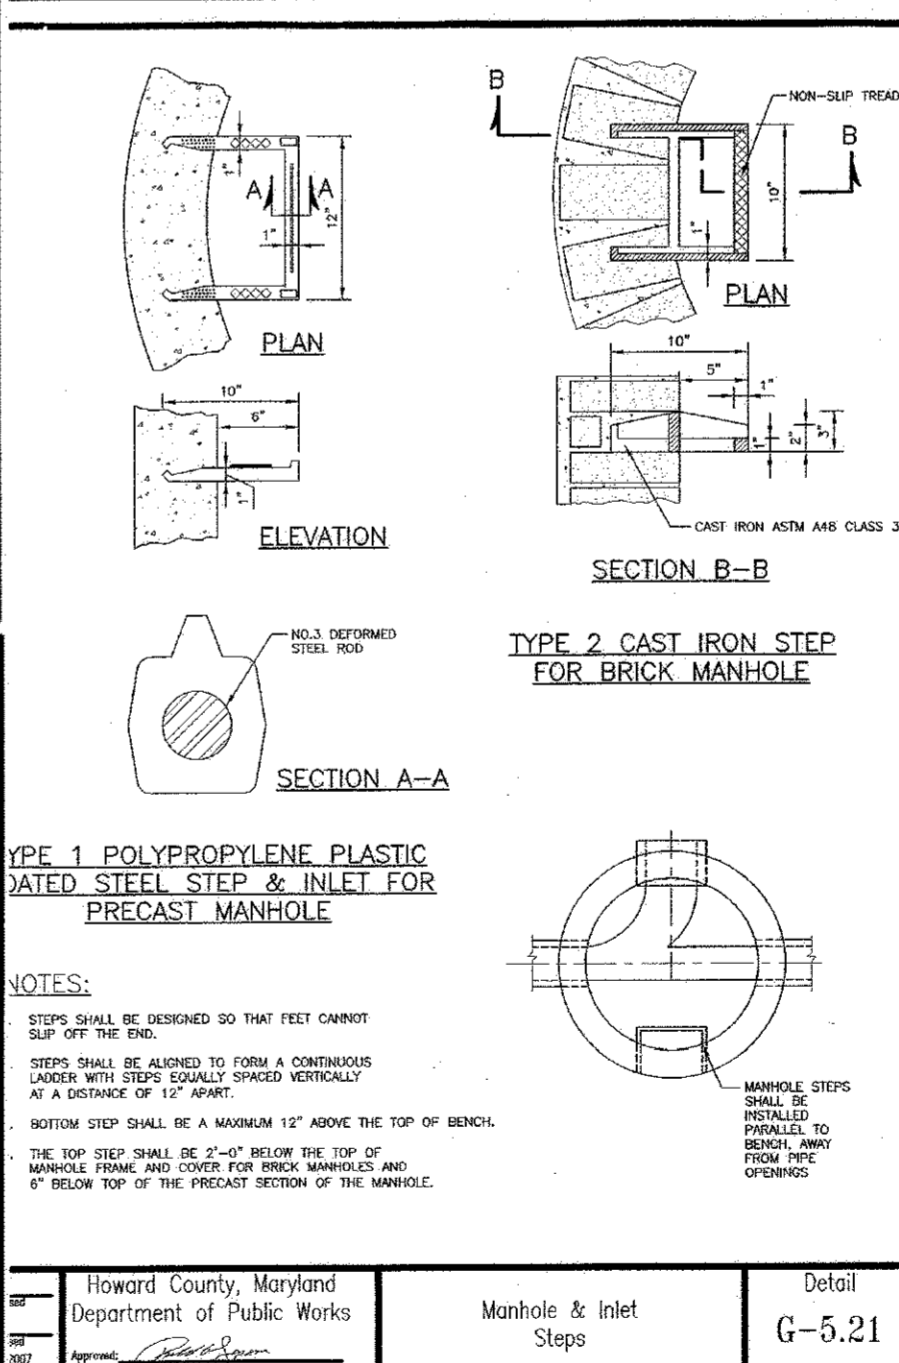 B
NON-SLIP TREAD
B
A
A
1"
12"
1"
PLAN
10"
1"
PLAN
10"
6"
1"
ELEVATION
10"
5"
1"
1"
2"
3"
CAST IRON ASTM A48 CLASS 3
SECTION B-B
NO.3 DEFORMED
STEEL ROD
SECTION A-A
TYPE 2 CAST IRON STEP
FOR BRICK MANHOLE
YPE 1 POLYPROPYLENE PLASTIC
OATED STEEL STEP & INLET FOR
PRECAST MANHOLE
NOTES:
. STEPS SHALL BE DESIGNED SO THAT FEET CANNOT
SLIP OFF THE END.
STEPS SHALL BE ALIGNED TO FORM A CONTINUOUS
LADDER WITH STEPS EQUALLY SPACED VERTICALLY
AT A DISTANCE OF 12" APART.
. BOTTOM STEP SHALL BE A MAXIMUM 12" ABOVE THE TOP OF BENCH.
. THE TOP STEP SHALL BE 2'-0" BELOW THE TOP OF
MANHOLE FRAME AND COVER FOR BRICK MANHOLES AND
6" BELOW TOP OF THE PRECAST SECTION OF THE MANHOLE.
MANHOLE STEPS
SHALL BE
INSTALLED
PARALLEL TO
BENCH, AWAY
FROM PIPE
OPENINGS
sed
sed
2007
Howard County, Maryland
Department of Public Works
Approved:
Manhole & Inlet
Steps
Detail
G-5.21